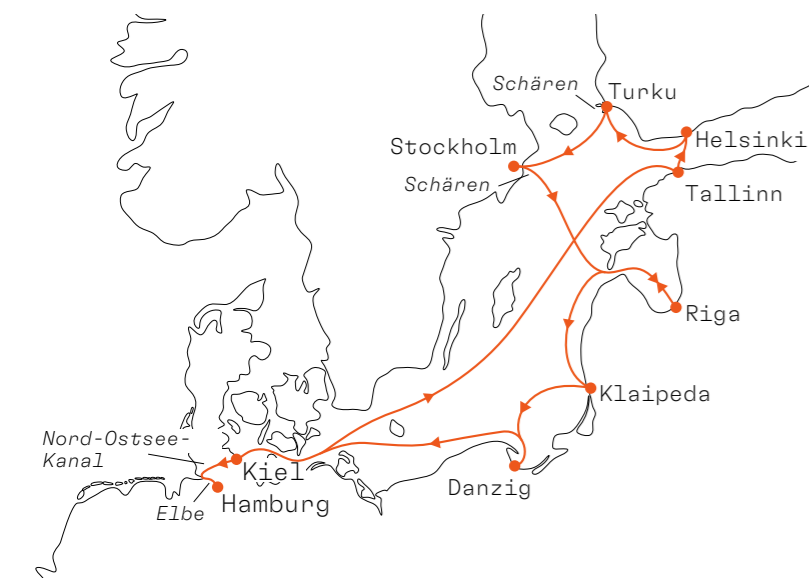 Schären
Turku
Helsinki
Stockholm
Schären
Tallinn
Riga
Klaipeda
Nord-Ostsee-
Kanal
Kiel
Danzig
Hamburg
Elbe